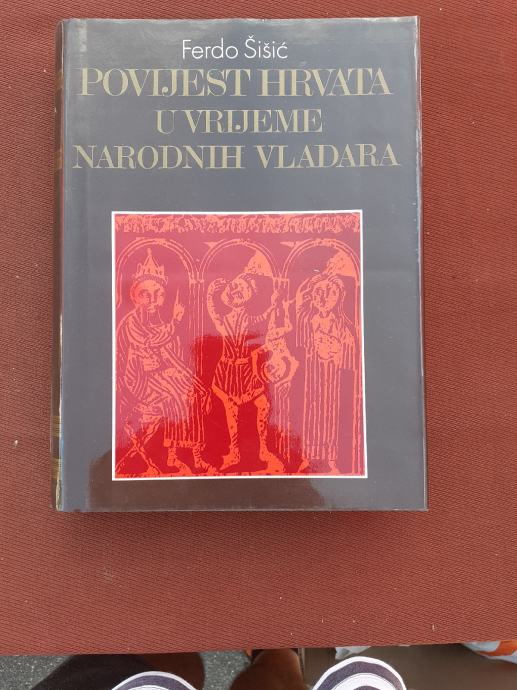 Ferdo Šišić
POVIJEST HRVATA
U VRIJEME
NARODNIH VLADARA